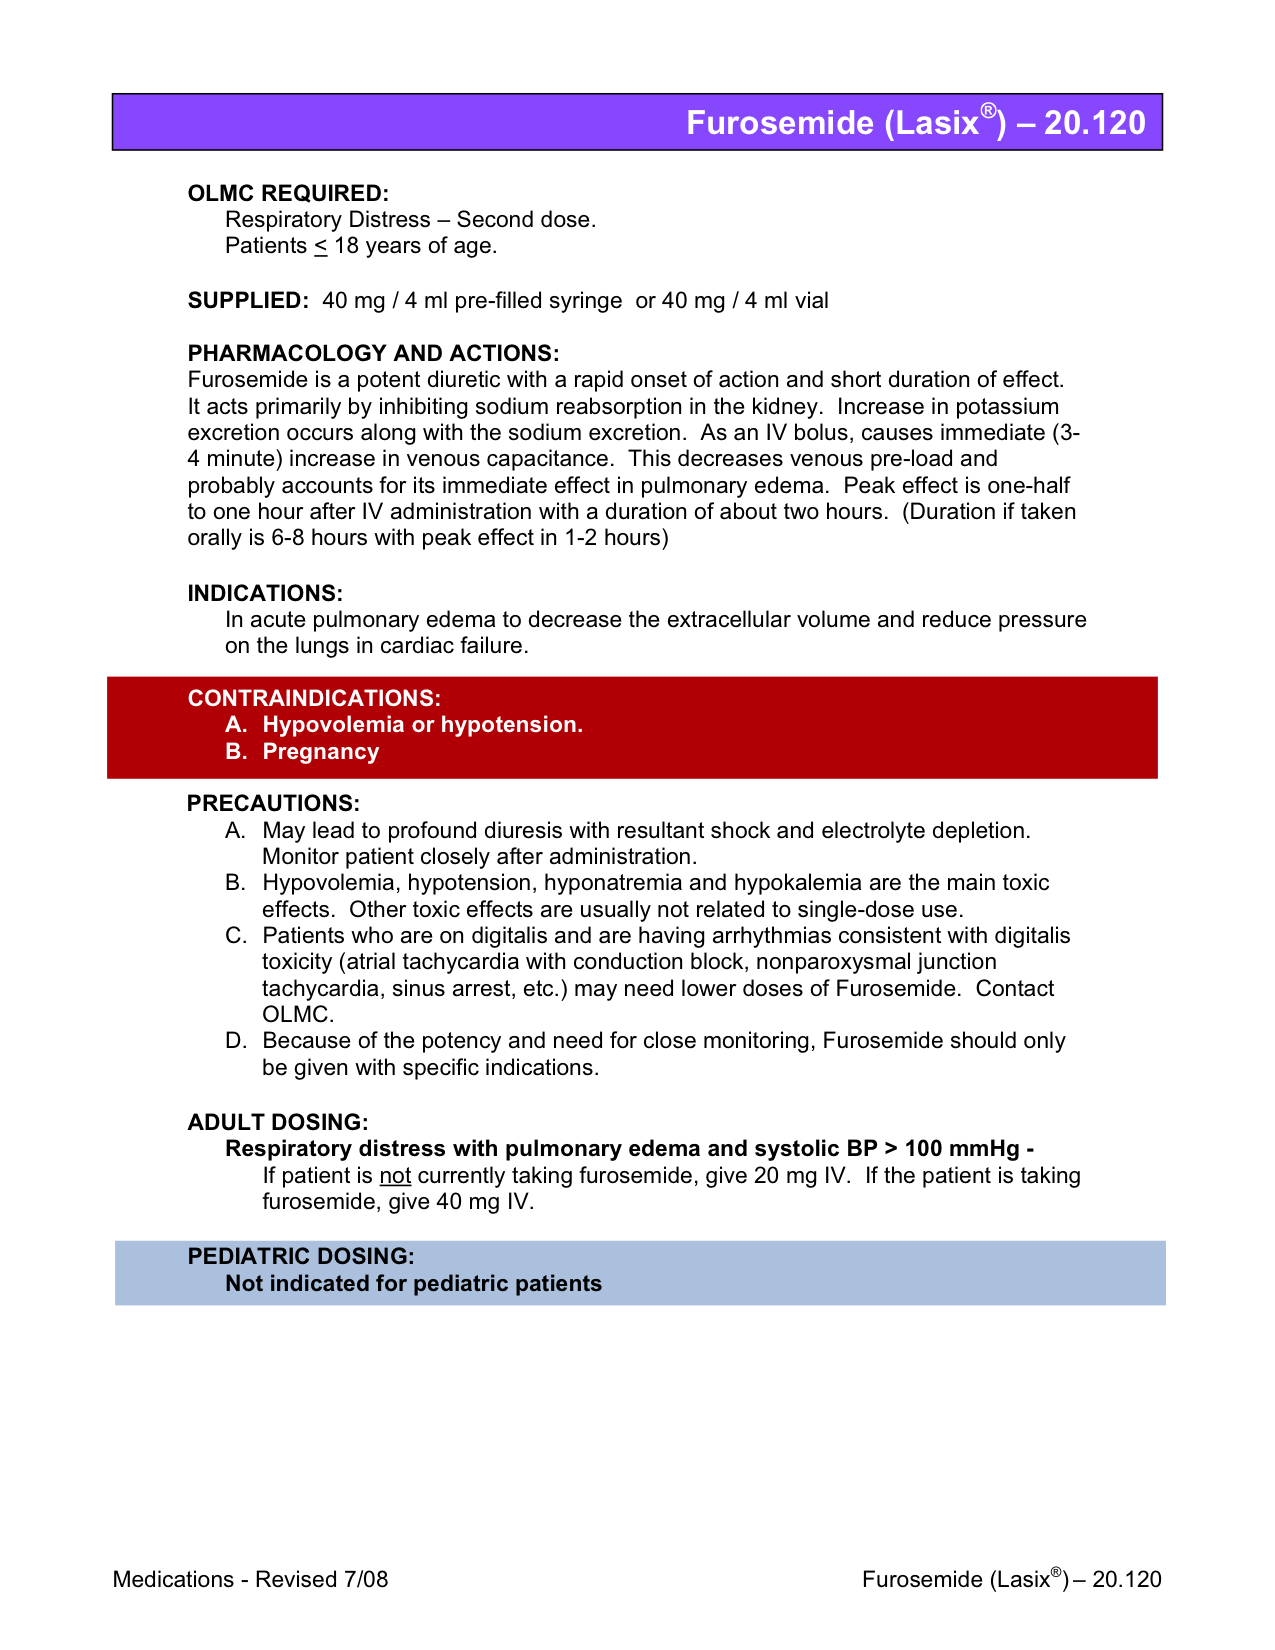 Furosemide (Lasix®) – 20.120
OLMC REQUIRED:
Respiratory Distress – Second dose.
Patients ≤ 18 years of age.
SUPPLIED: 40 mg / 4 ml pre-filled syringe or 40 mg / 4 ml vial
PHARMACOLOGY AND ACTIONS:
Furosemide is a potent diuretic with a rapid onset of action and short duration of effect.
It acts primarily by inhibiting sodium reabsorption in the kidney. Increase in potassium
excretion occurs along with the sodium excretion. As an IV bolus, causes immediate (3-
4 minute) increase in venous capacitance. This decreases venous pre-load and
probably accounts for its immediate effect in pulmonary edema. Peak effect is one-half
to one hour after IV administration with a duration of about two hours. (Duration if taken
orally is 6-8 hours with peak effect in 1-2 hours)
INDICATIONS:
In acute pulmonary edema to decrease the extracellular volume and reduce pressure
on the lungs in cardiac failure.
CONTRAINDICATIONS:
A. Hypovolemia or hypotension.
B. Pregnancy
PRECAUTIONS:
A. May lead to profound diuresis with resultant shock and electrolyte depletion.
Monitor patient closely after administration.
B. Hypovolemia, hypotension, hyponatremia and hypokalemia are the main toxic
effects. Other toxic effects are usually not related to single-dose use.
C. Patients who are on digitalis and are having arrhythmias consistent with digitalis
toxicity (atrial tachycardia with conduction block, nonparoxysmal junction
tachycardia, sinus arrest, etc.) may need lower doses of Furosemide. Contact
OLMC.
D. Because of the potency and need for close monitoring, Furosemide should only
be given with specific indications.
ADULT DOSING:
Respiratory distress with pulmonary edema and systolic BP > 100 mmHg -
If patient is not currently taking furosemide, give 20 mg IV. If the patient is taking
furosemide, give 40 mg IV.
PEDIATRIC DOSING:
Not indicated for pediatric patients
Medications - Revised 7/08
Furosemide (Lasix®) – 20.120